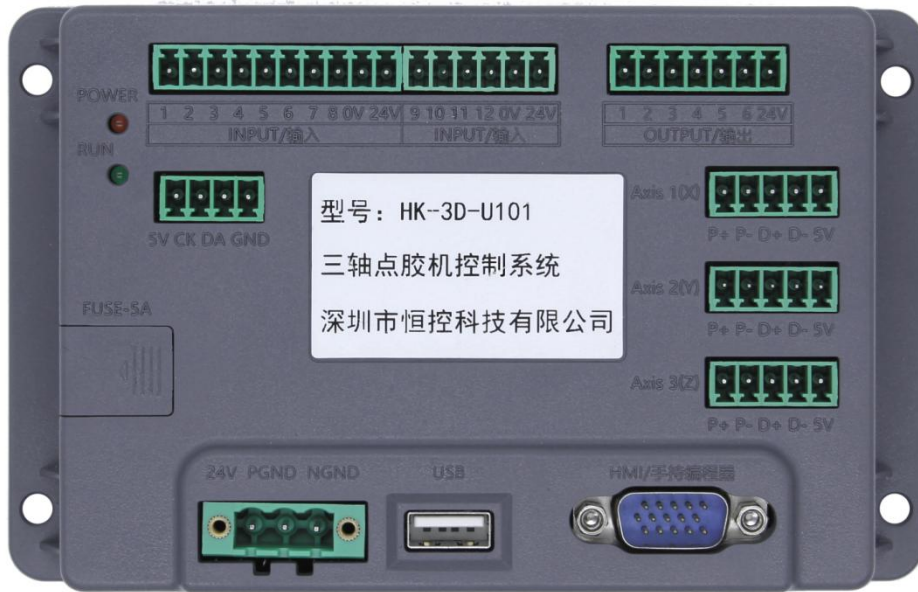 POWER
1 2 3 4 5 6 7 8 0V 24V
INPUT/输入
9 10 11 12 0V 24V
INPUT/输入
1 2 3 4 5 6 24V
OUTPUT/输出
RUN
5V CK DA GND
型号：HK-3D-U101
三轴点胶机控制系统
深圳市恒控科技有限公司
Axis 1(X)
P+ P- D+ D- 5V
Axis 2(Y)
P+ P- D+ D- 5V
Axis 3(Z)
P+ P- D+ D- 5V
FUSE-5A
24V PGND NGND
USB
HMI/手持编程器